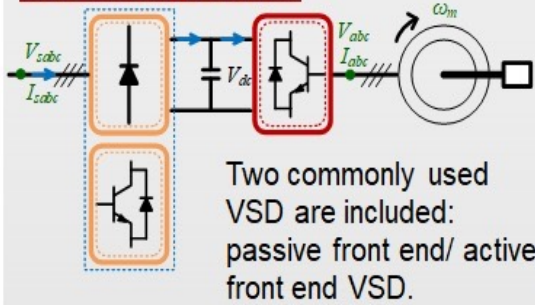 ωm
Vsabc
Isabc
Vdc
Vabc
Iabc
Two commonly used
VSD are included:
passive front end/ active
front end VSD.